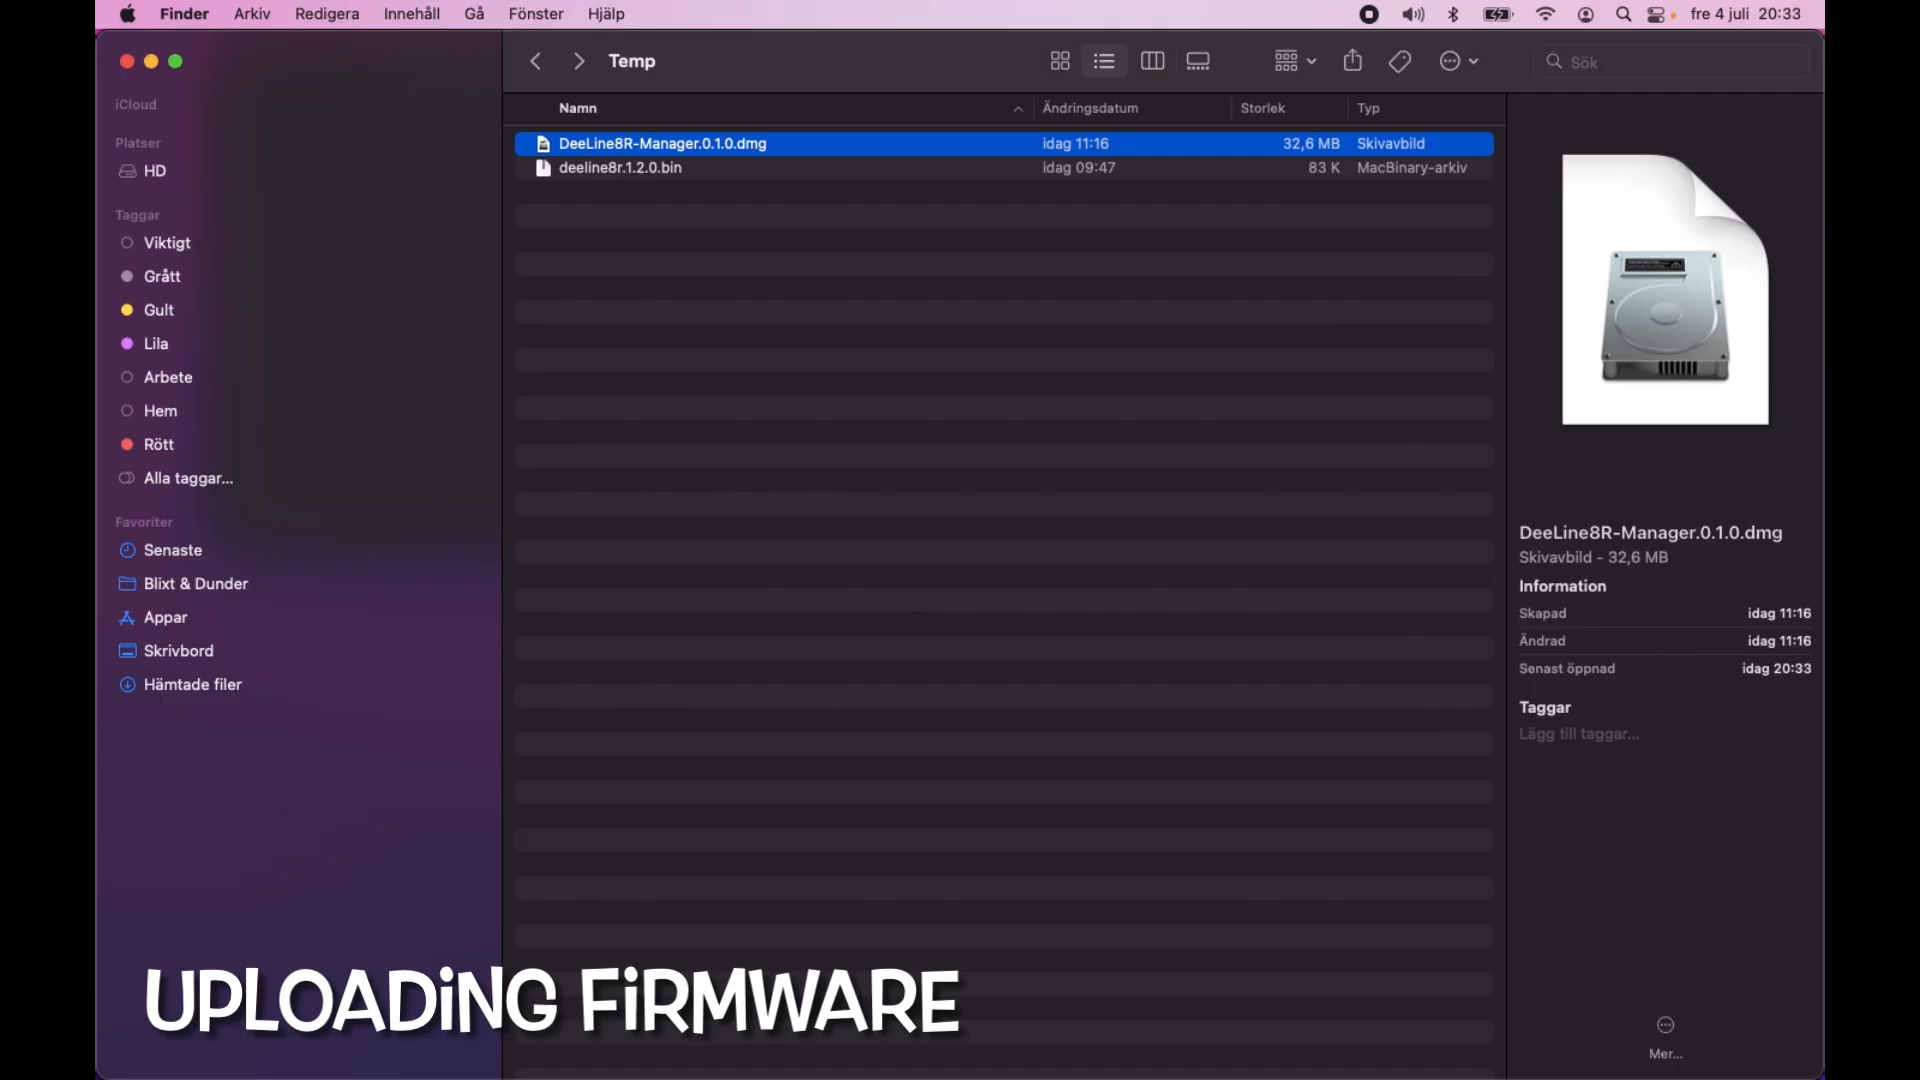 Finder Arkiv Redigera Innehåll Gå Fönster Hjälp fre 4 juli 20:33
Temp
Sök
iCloud
Platser
HD
Taggar
Viktigt
Grått
Gult
Lila
Arbete
Hem
Rött
Alla taggar...
Favoriter
Senaste
Blixt & Dunder
Appar
Skrivbord
Hämtade filer
Namn Ändringsdatum Storlek Typ
DeeLine8R-Manager.0.1.0.dmg idag 11:16 32,6 MB Skivavbild
deeline8r.1.2.0.bin idag 09:47 83 K MacBinary-arkiv
DeeLine8R-Manager.0.1.0.dmg
Skivavbild - 32,6 MB
Information
Skapad idag 11:16
Ändrad idag 11:16
Senast öppnad idag 20:33
Taggar
Lägg till taggar...
Mer...
UPLOADiNG FiRMWARE